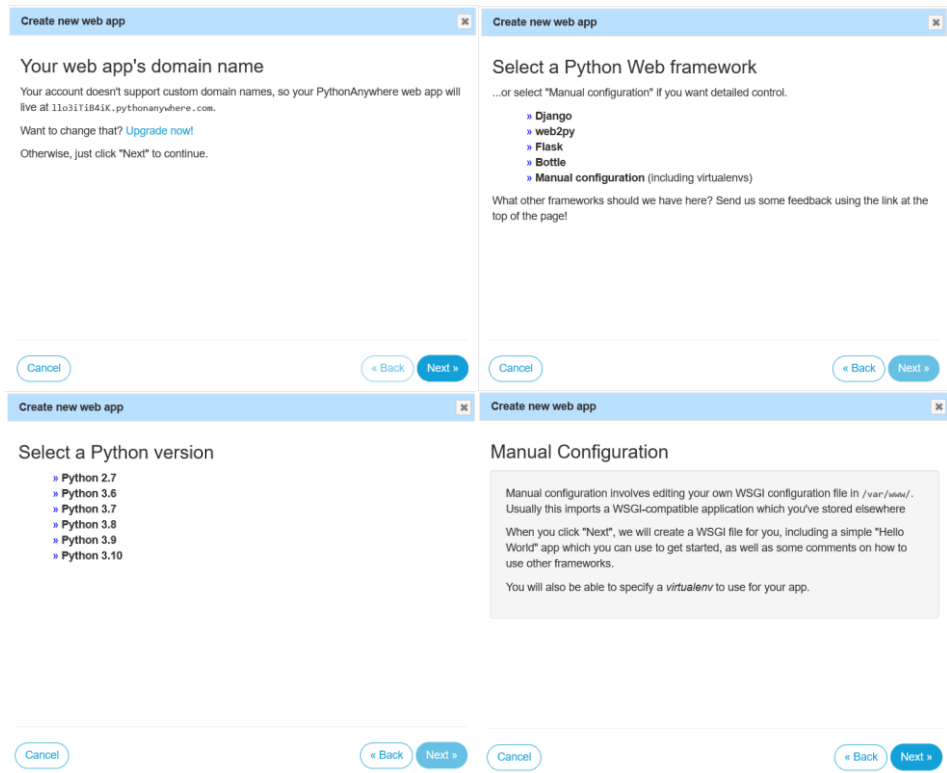 Create new web app
Your web app's domain name
Your account doesn't support custom domain names, so your PythonAnywhere web app will
live at llo3iTiB4iK.pythonanywhere.com.
Want to change that? Upgrade now!
Otherwise, just click "Next" to continue.
Cancel
« Back
Next »
Create new web app
Select a Python Web framework
...or select "Manual configuration" if you want detailed control.
» Django
» web2py
» Flask
» Bottle
» Manual configuration (including virtualenvs)
What other frameworks should we have here? Send us some feedback using the link at the
top of the page!
Cancel
« Back
Next »
Create new web app
Select a Python version
» Python 2.7
» Python 3.6
» Python 3.7
» Python 3.8
» Python 3.9
» Python 3.10
Cancel
« Back
Next »
Create new web app
Manual Configuration
Manual configuration involves editing your own WSGI configuration file in /var/www/.
Usually this imports a WSGI-compatible application which you've stored elsewhere
When you click "Next", we will create a WSGI file for you, including a simple "Hello
World" app which you can use to get started, as well as some comments on how to
use other frameworks.
You will also be able to specify a virtualenv to use for your app.
Cancel
« Back
Next »